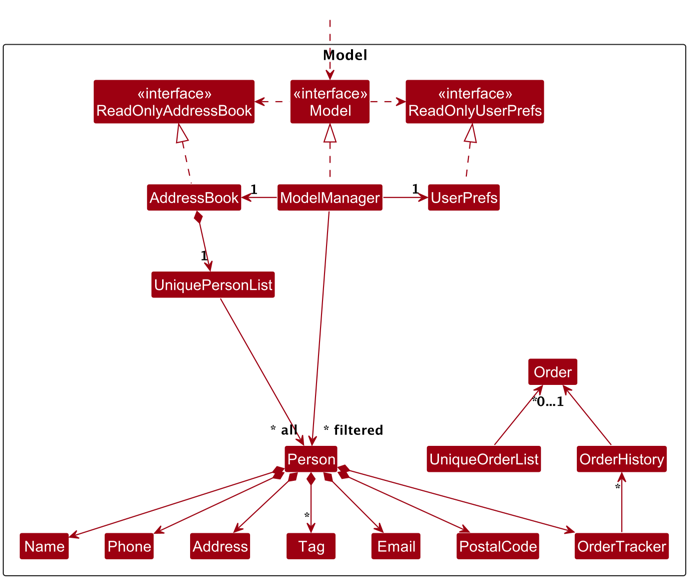 Model
«interface»
ReadOnlyAddressBook
«interface»
Model
«interface»
ReadOnlyUserPrefs
AddressBook
1
ModelManager
1
UserPrefs
1
UniquePersonList
Order
*
0...1
* all
* filtered
Person
UniqueOrderList
OrderHistory
*
*
Name
Phone
Address
Tag
Email
PostalCode
OrderTracker